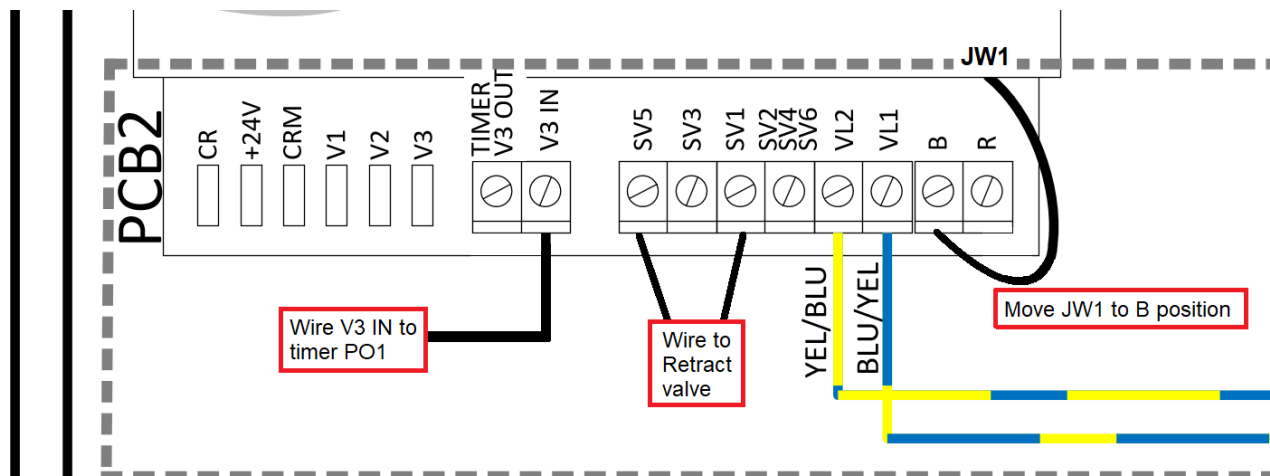 JW1
PCB2
CR
+24V
CRM
V1
V2
V3
TIMER
V3 OUT
V3 IN
SV5
SV3
SV1
SV2
SV4
SV6
VL2
VL1
B
R
Wire V3 IN to
timer PO1
Wire to
Retract
valve
YEL/BLU
BLU/YEL
Move JW1 to B position